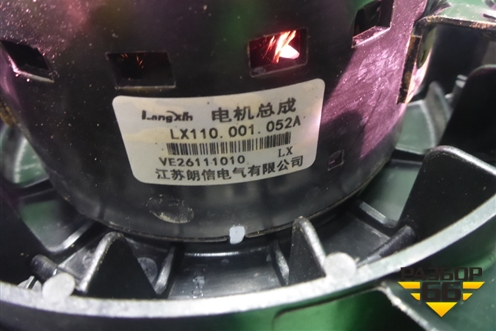 Langxin 电机总成
LX110.001.052A
VE26111010 LX
江苏朗信电气有限公司
РАЗБОР
66